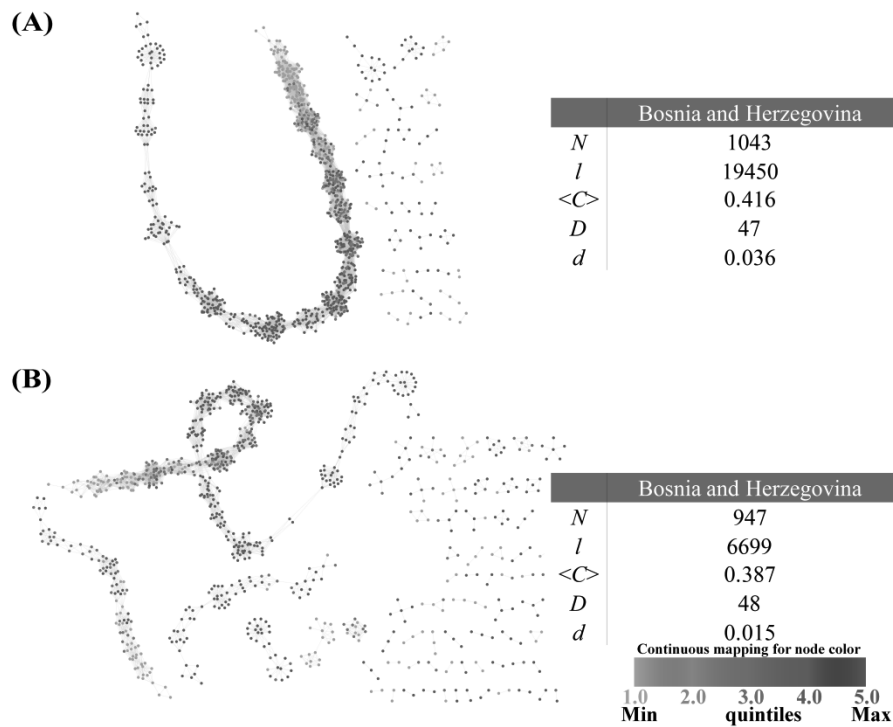 (A)
Bosnia and Herzegovina
N 1043
l 19450
<C> 0.416
D 47
d 0.036
(B)
Bosnia and Herzegovina
N 947
l 6699
<C> 0.387
D 48
d 0.015
Continuous mapping for node color
1.0 2.0 3.0 4.0 5.0
Min quintiles Max